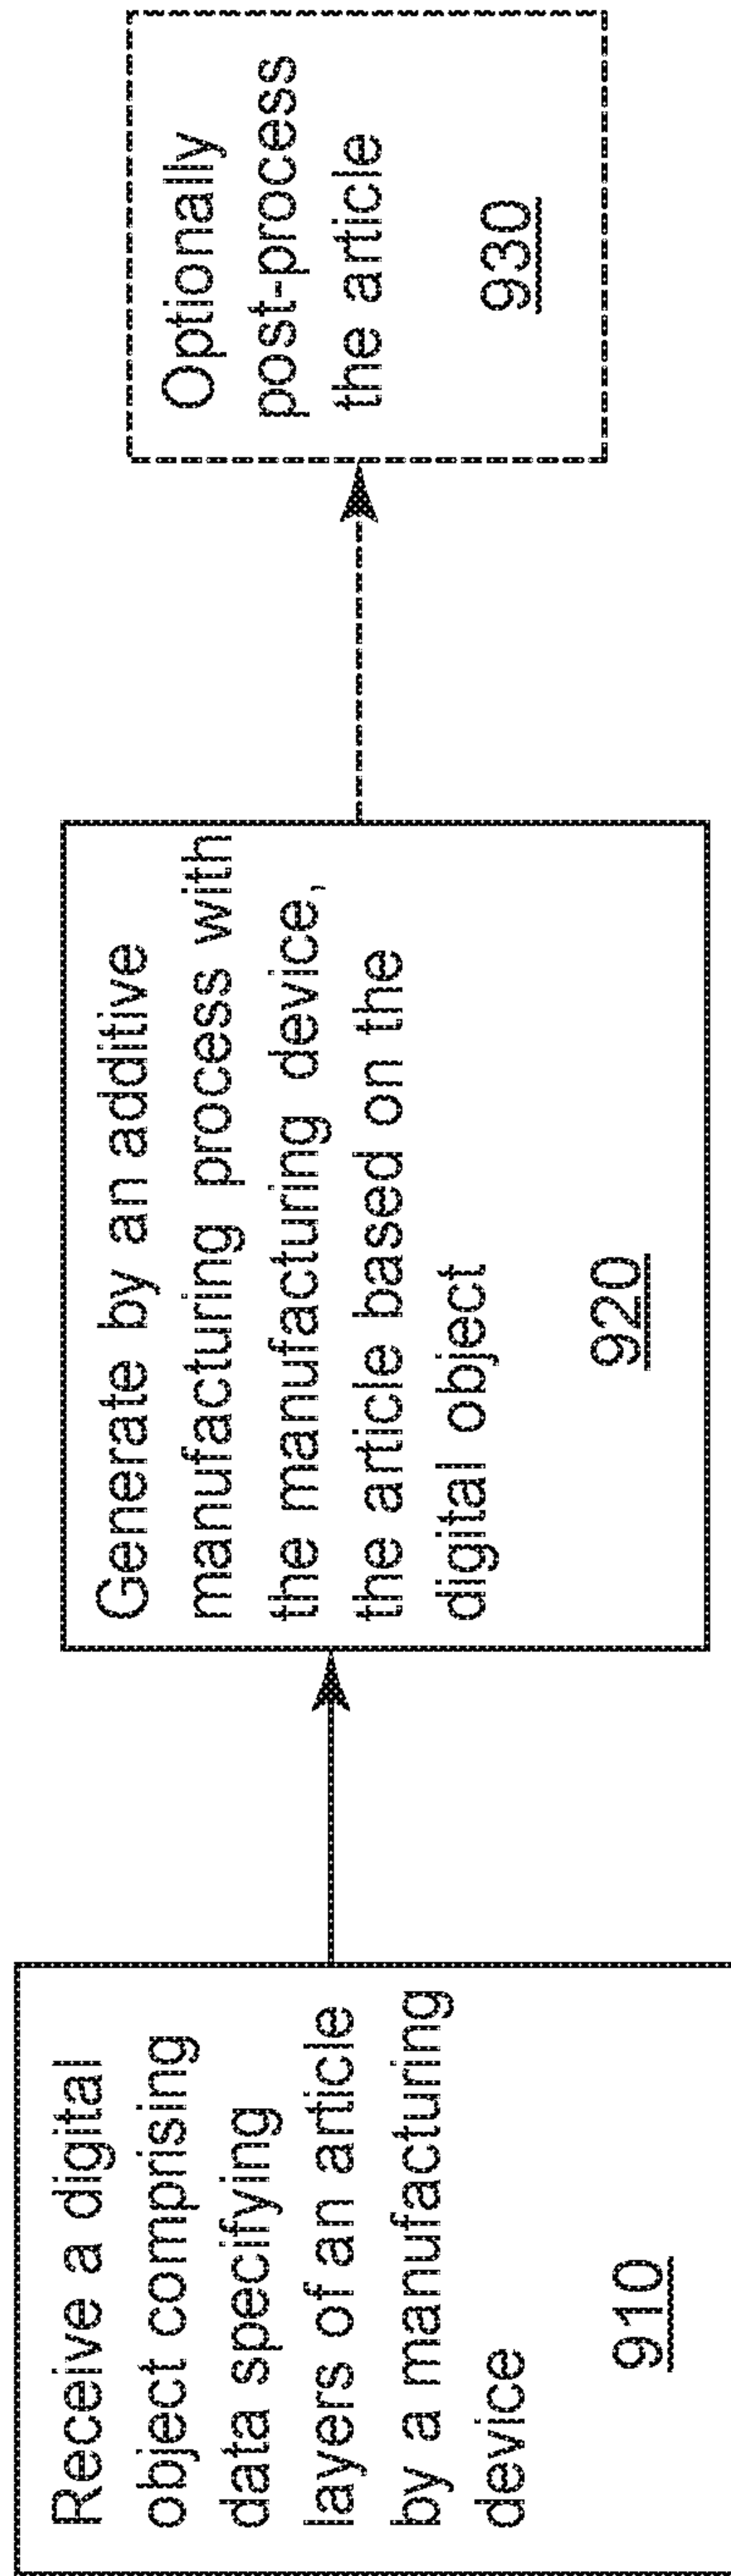 Receive a digital
object comprising
data specifying
layers of an article
by a manufacturing
device
910
Generate by an additive
manufacturing process with
the manufacturing device,
the article based on the
digital object
920
Optionally
post-process
the article
930